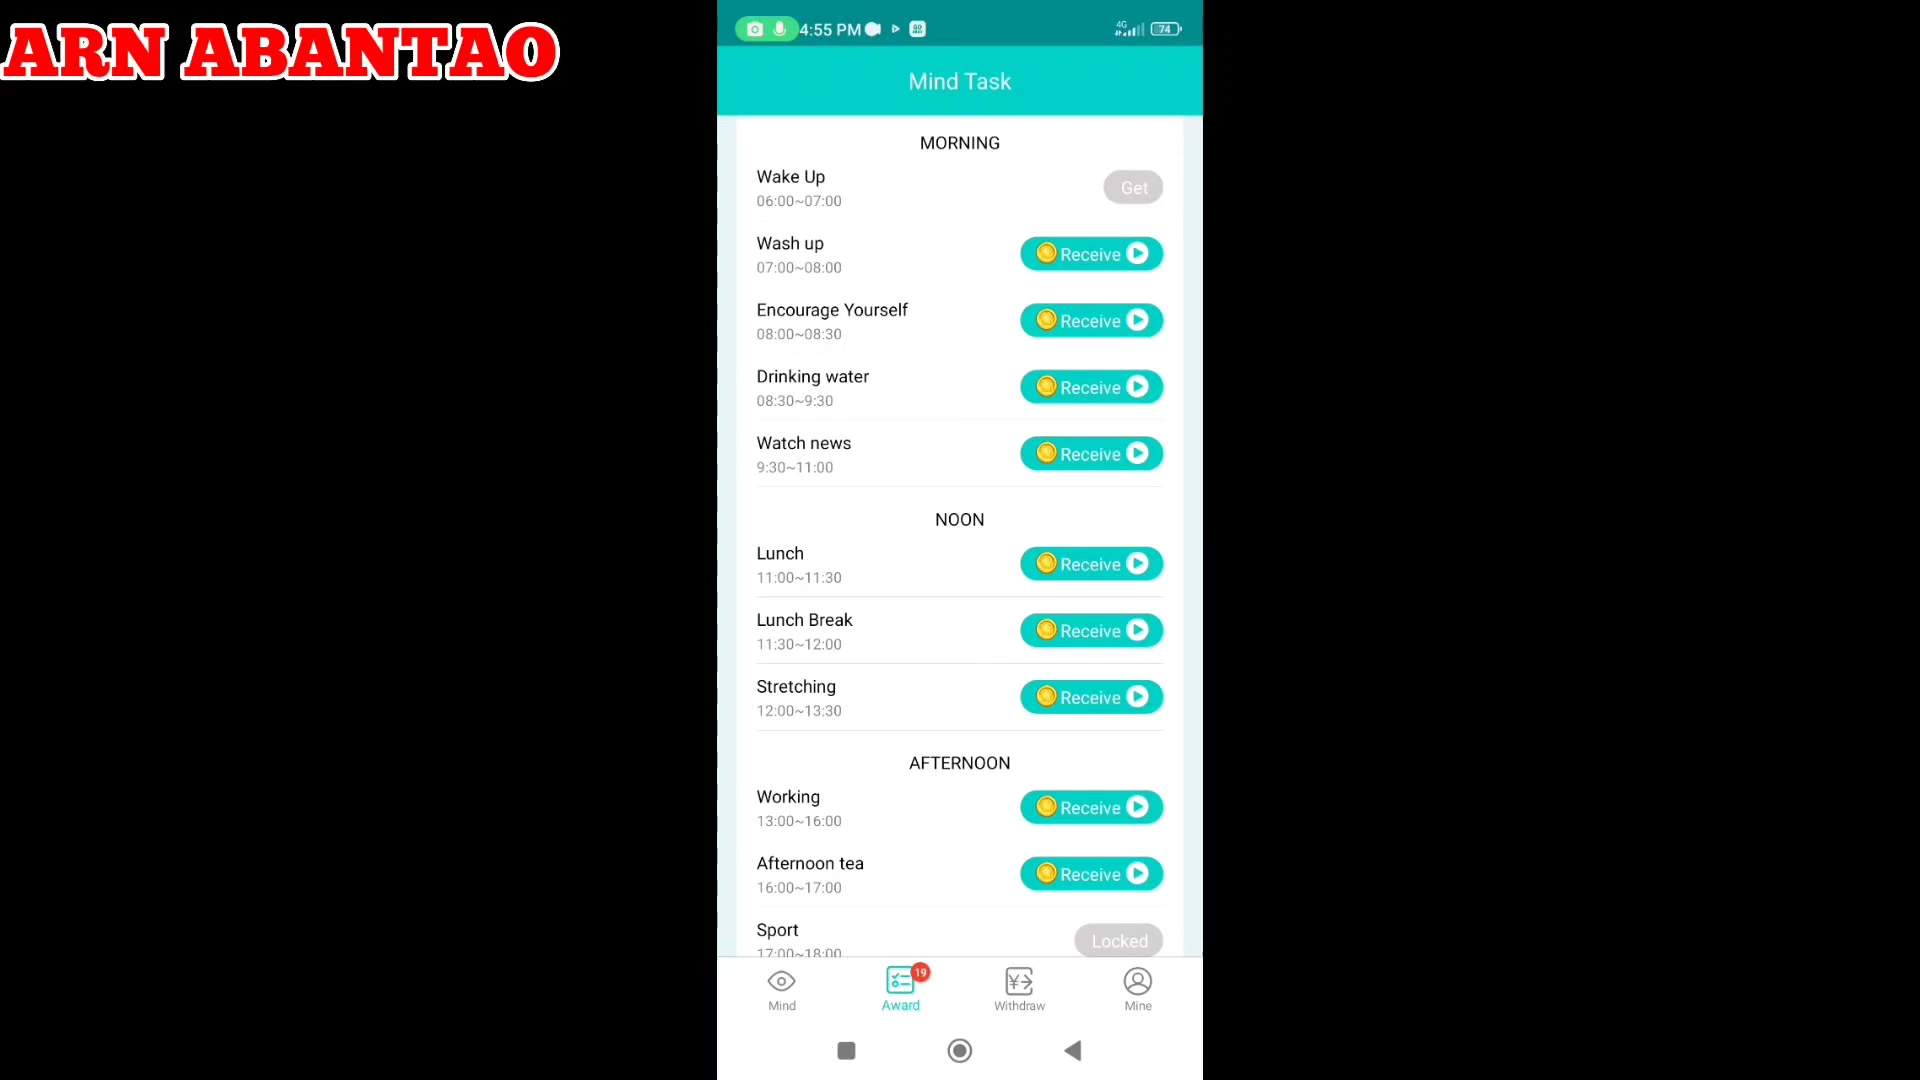 ARN ABANTAO
4:55 PM
4G
74
Mind Task
MORNING
Wake Up
Get
06:00~07:00
Wash up
Receive
07:00~08:00
Encourage Yourself
Receive
08:00~08:30
Drinking water
Receive
08:30~9:30
Watch news
Receive
9:30~11:00
NOON
Lunch
Receive
11:00~11:30
Lunch Break
Receive
11:30~12:00
Stretching
Receive
12:00~13:30
AFTERNOON
Working
Receive
13:00~16:00
Afternoon tea
Receive
16:00~17:00
Sport
Locked
17:00~18:00
19
Mind
Award
Withdraw
Mine